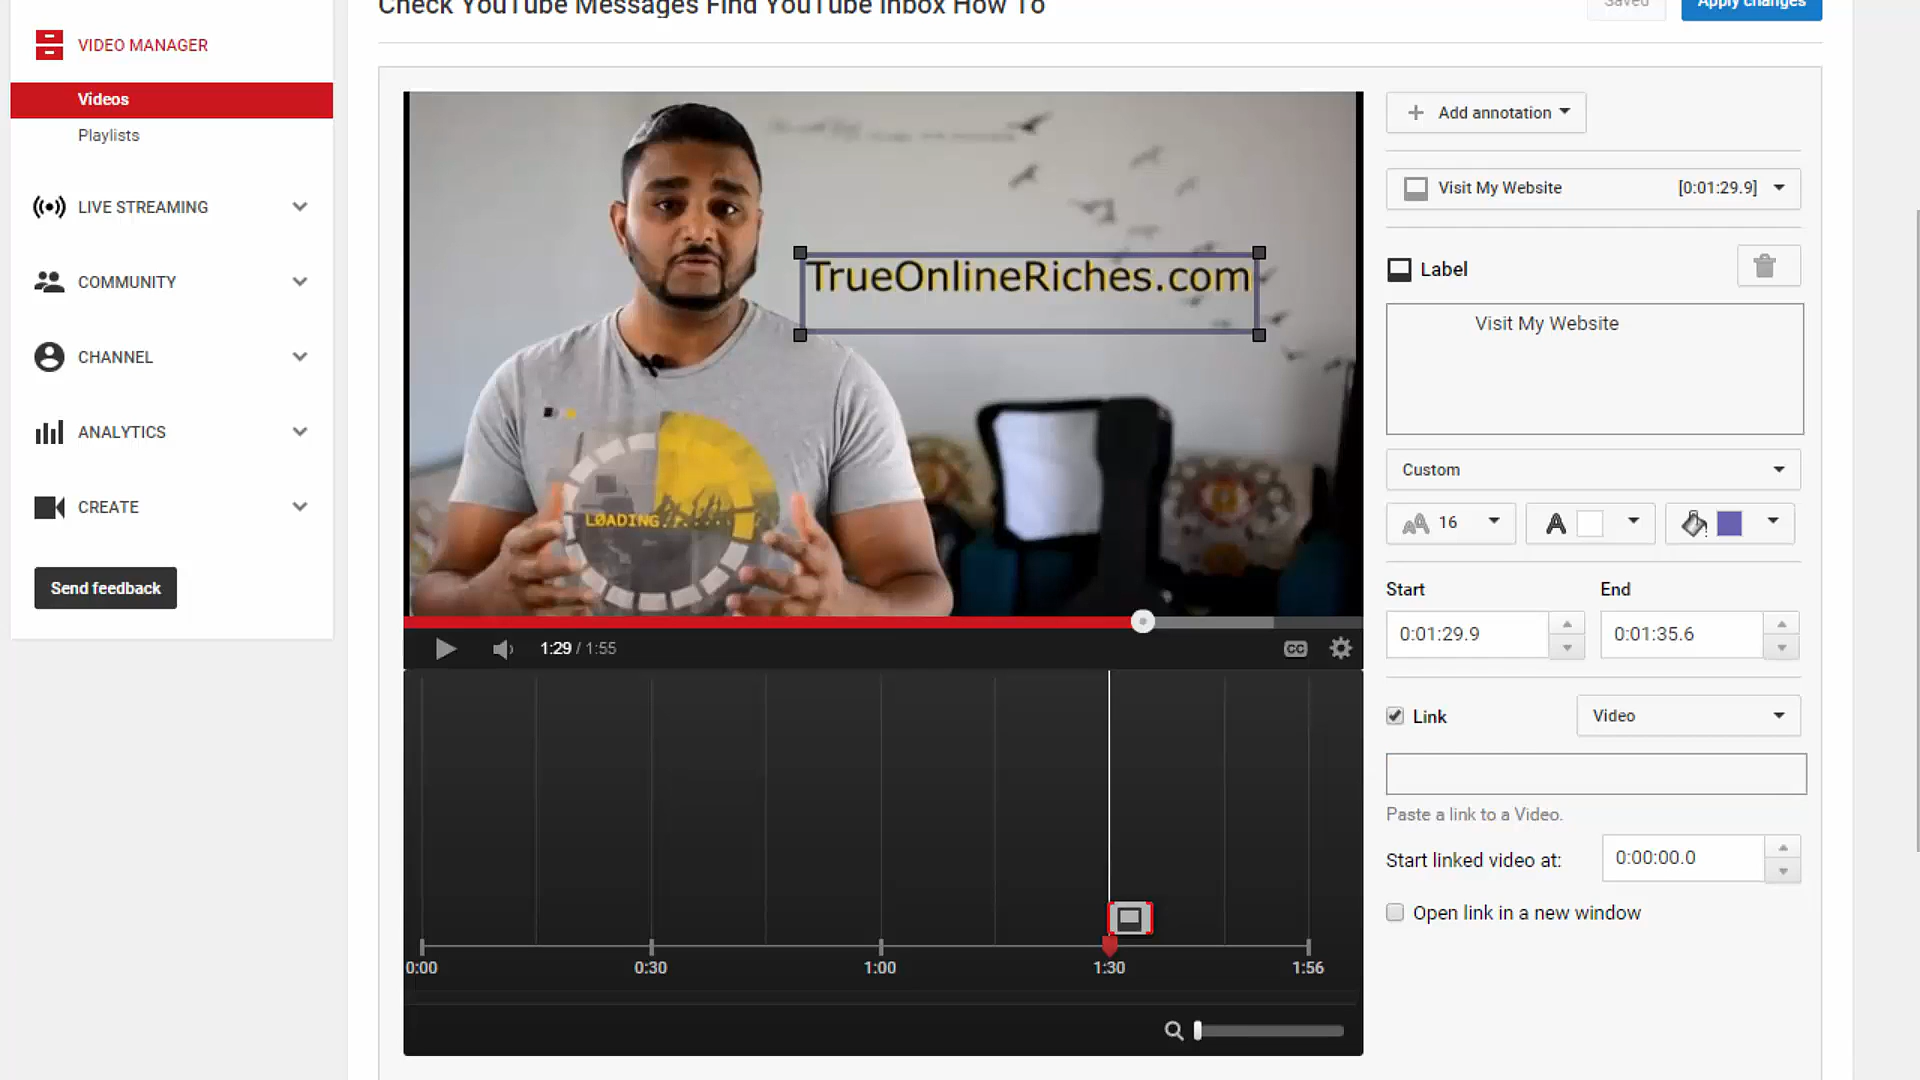 Check YouTube Messages Find YouTube Inbox How To
Saved
Apply changes
VIDEO MANAGER
Videos
Playlists
LIVE STREAMING
COMMUNITY
CHANNEL
ANALYTICS
CREATE
Send feedback
TrueOnlineRiches.com
LOADING.......
1:29 / 1:55
CC
0:00 0:30 1:00 1:30 1:56
Add annotation
Visit My Website [0:01:29.9]
Label
Visit My Website
Custom
16
Start End
0:01:29.9 0:01:35.6
Link Video
Paste a link to a Video.
Start linked video at: 0:00:00.0
Open link in a new window